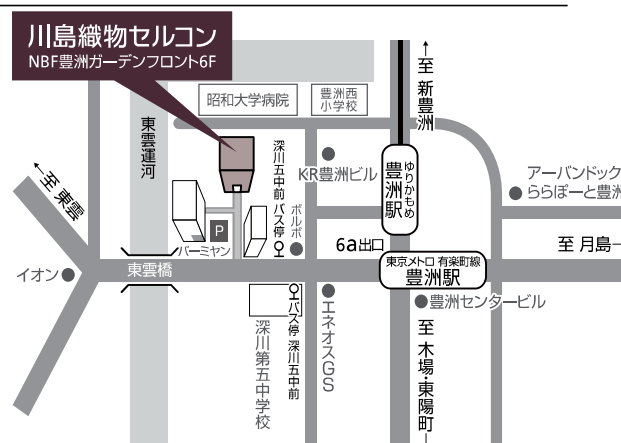 川島織物セルコン
NBF豊洲ガーデンフロント6F
昭和大学病院
豊洲西
小学校
至 新豊洲
東雲運河
深川五中前 バス停
KR豊洲ビル
ゆりかもめ
豊洲駅
アーバンドック
ららぽーと豊洲
至 東雲
P
バーミヤン
ボルボ
6a出口
至 月島
イオン
東雲橋
東京メトロ 有楽町線
豊洲駅
豊洲センタービル
バス停 深川五中前
エネオスGS
深川第五中学校
至 木場・東陽町